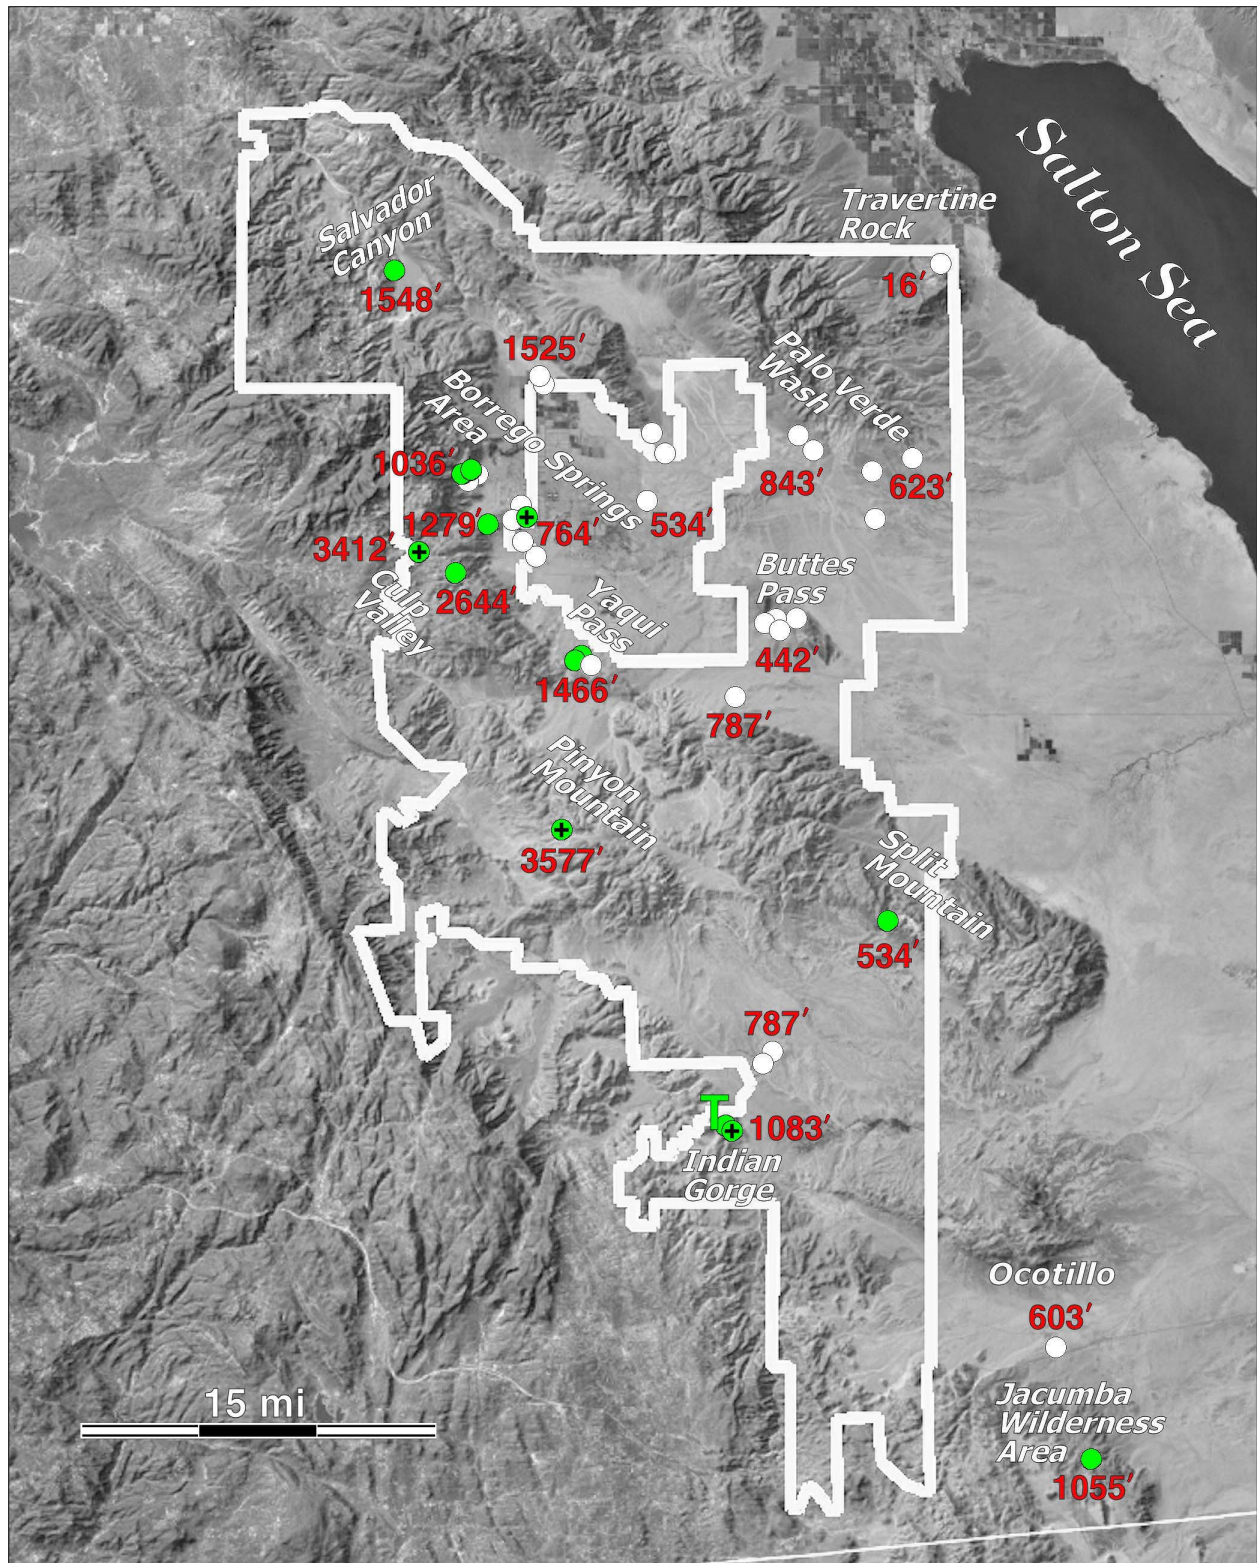 Salton Sea
Travertine
Rock
16′
Salvador
Canyon
1548′
1525′
Palo Verde
Wash
Borrego Springs
Area
1036′
843′
623′
1279′
764′
534′
3412′
2644′
Culp
Valley
Yaqui
Pass
Buttes
Pass
442′
1466′
787′
Pinyon
Mountain
3577′
Split
Mountain
534′
787′
T
1083′
Indian
Gorge
Ocotillo
603′
Jacumba
Wilderness
Area
1055′
15 mi